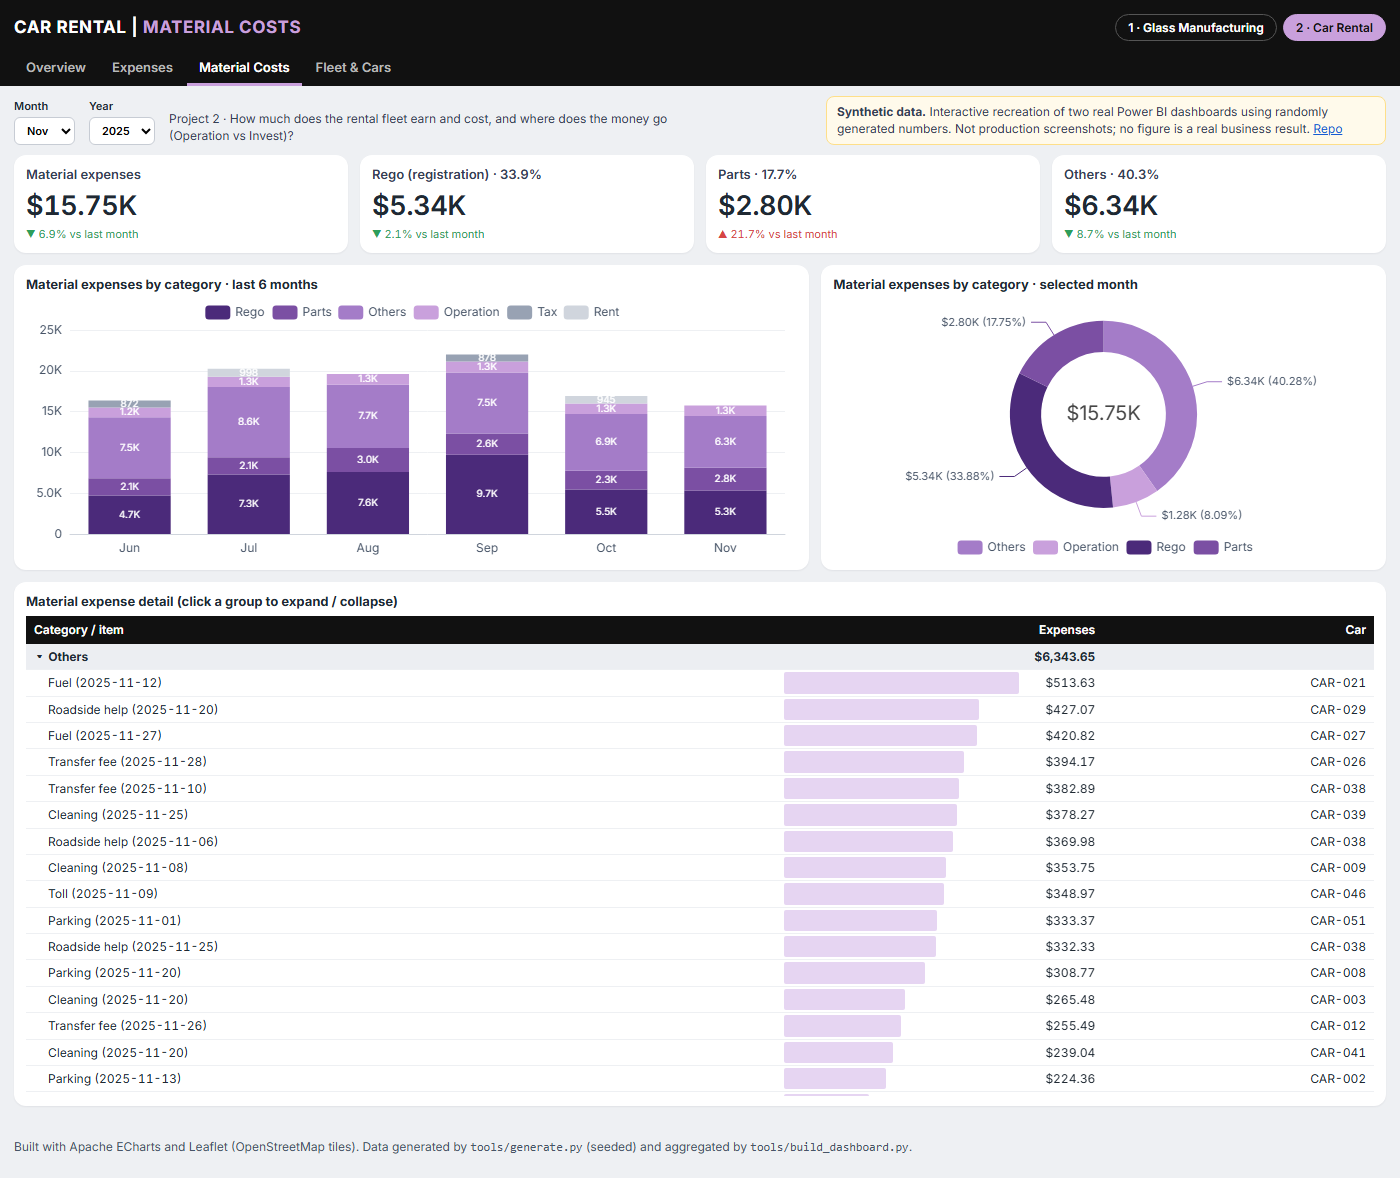 CAR RENTAL | MATERIAL COSTS
1 · Glass Manufacturing
2 · Car Rental
Overview
Expenses
Material Costs
Fleet & Cars
Month
Year
Nov
2025
Project 2 · How much does the rental fleet earn and cost, and where does the money go
(Operation vs Invest)?
Synthetic data. Interactive recreation of two real Power BI dashboards using randomly
generated numbers. Not production screenshots; no figure is a real business result. Repo
Material expenses
$15.75K
▼ 6.9% vs last month
Rego (registration) · 33.9%
$5.34K
▼ 2.1% vs last month
Parts · 17.7%
$2.80K
▲ 21.7% vs last month
Others · 40.3%
$6.34K
▼ 8.7% vs last month
Material expenses by category · last 6 months
Rego Parts Others Operation Tax Rent
25K
20K
15K
10K
5.0K
0
872
1.2K
7.5K
2.1K
4.7K
998
1.3K
8.6K
2.1K
7.3K
1.3K
7.7K
3.0K
7.6K
878
1.3K
7.5K
2.6K
9.7K
945
1.3K
6.9K
2.3K
5.5K
1.3K
6.3K
2.8K
5.3K
Jun Jul Aug Sep Oct Nov
Material expenses by category · selected month
$2.80K (17.75%)
$6.34K (40.28%)
$15.75K
$5.34K (33.88%)
$1.28K (8.09%)
Others Operation Rego Parts
Material expense detail (click a group to expand / collapse)
Category / item Expenses Car
Others $6,343.65
Fuel (2025-11-12) $513.63 CAR-021
Roadside help (2025-11-20) $427.07 CAR-029
Fuel (2025-11-27) $420.82 CAR-027
Transfer fee (2025-11-28) $394.17 CAR-026
Transfer fee (2025-11-10) $382.89 CAR-038
Cleaning (2025-11-25) $378.27 CAR-039
Roadside help (2025-11-06) $369.98 CAR-038
Cleaning (2025-11-08) $353.75 CAR-009
Toll (2025-11-09) $348.97 CAR-046
Parking (2025-11-01) $333.37 CAR-051
Roadside help (2025-11-25) $332.33 CAR-038
Parking (2025-11-20) $308.77 CAR-008
Cleaning (2025-11-20) $265.48 CAR-003
Transfer fee (2025-11-26) $255.49 CAR-012
Cleaning (2025-11-20) $239.04 CAR-041
Parking (2025-11-13) $224.36 CAR-002
Built with Apache ECharts and Leaflet (OpenStreetMap tiles). Data generated by tools/generate.py (seeded) and aggregated by tools/build_dashboard.py.